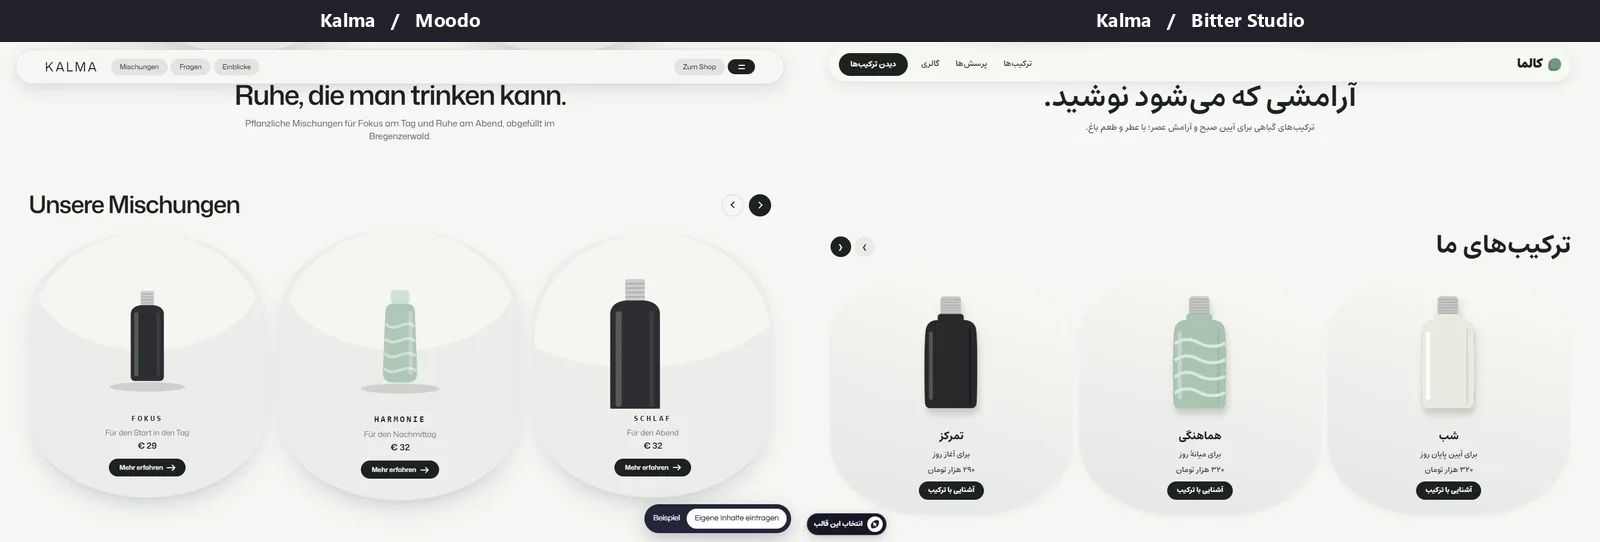 Kalma / Moodo
KALMA Mischungen Fragen Einblicke Zum Shop
Ruhe, die man trinken kann.
Pflanzliche Mischungen für Fokus am Tag und Ruhe am Abend, abgefüllt im
Bregenzerwald.
Unsere Mischungen
FOKUS
Für den Start in den Tag
€ 29
Mehr erfahren
HARMONIE
Für den Nachmittag
€ 32
Mehr erfahren
SCHLAF
Für den Abend
€ 32
Mehr erfahren
Beispiel Eigene Inhalte eintragen
Kalma / Bitter Studio
کالما ترکیب‌ها پرسش‌ها گالری دیدن ترکیب‌ها
آرامشی که می‌شود نوشید.
ترکیب‌های گیاهی برای آیین صبح و آرامش عصر؛ با عطر و طعم باغ.
ترکیب‌های ما
شب
برای آیین پایان روز
۳۲۰ هزار تومان
آشنایی با ترکیب
هماهنگی
برای میانهٔ روز
۳۲۰ هزار تومان
آشنایی با ترکیب
تمرکز
برای آغاز روز
۲۹۰ هزار تومان
آشنایی با ترکیب
انتخاب این قالب